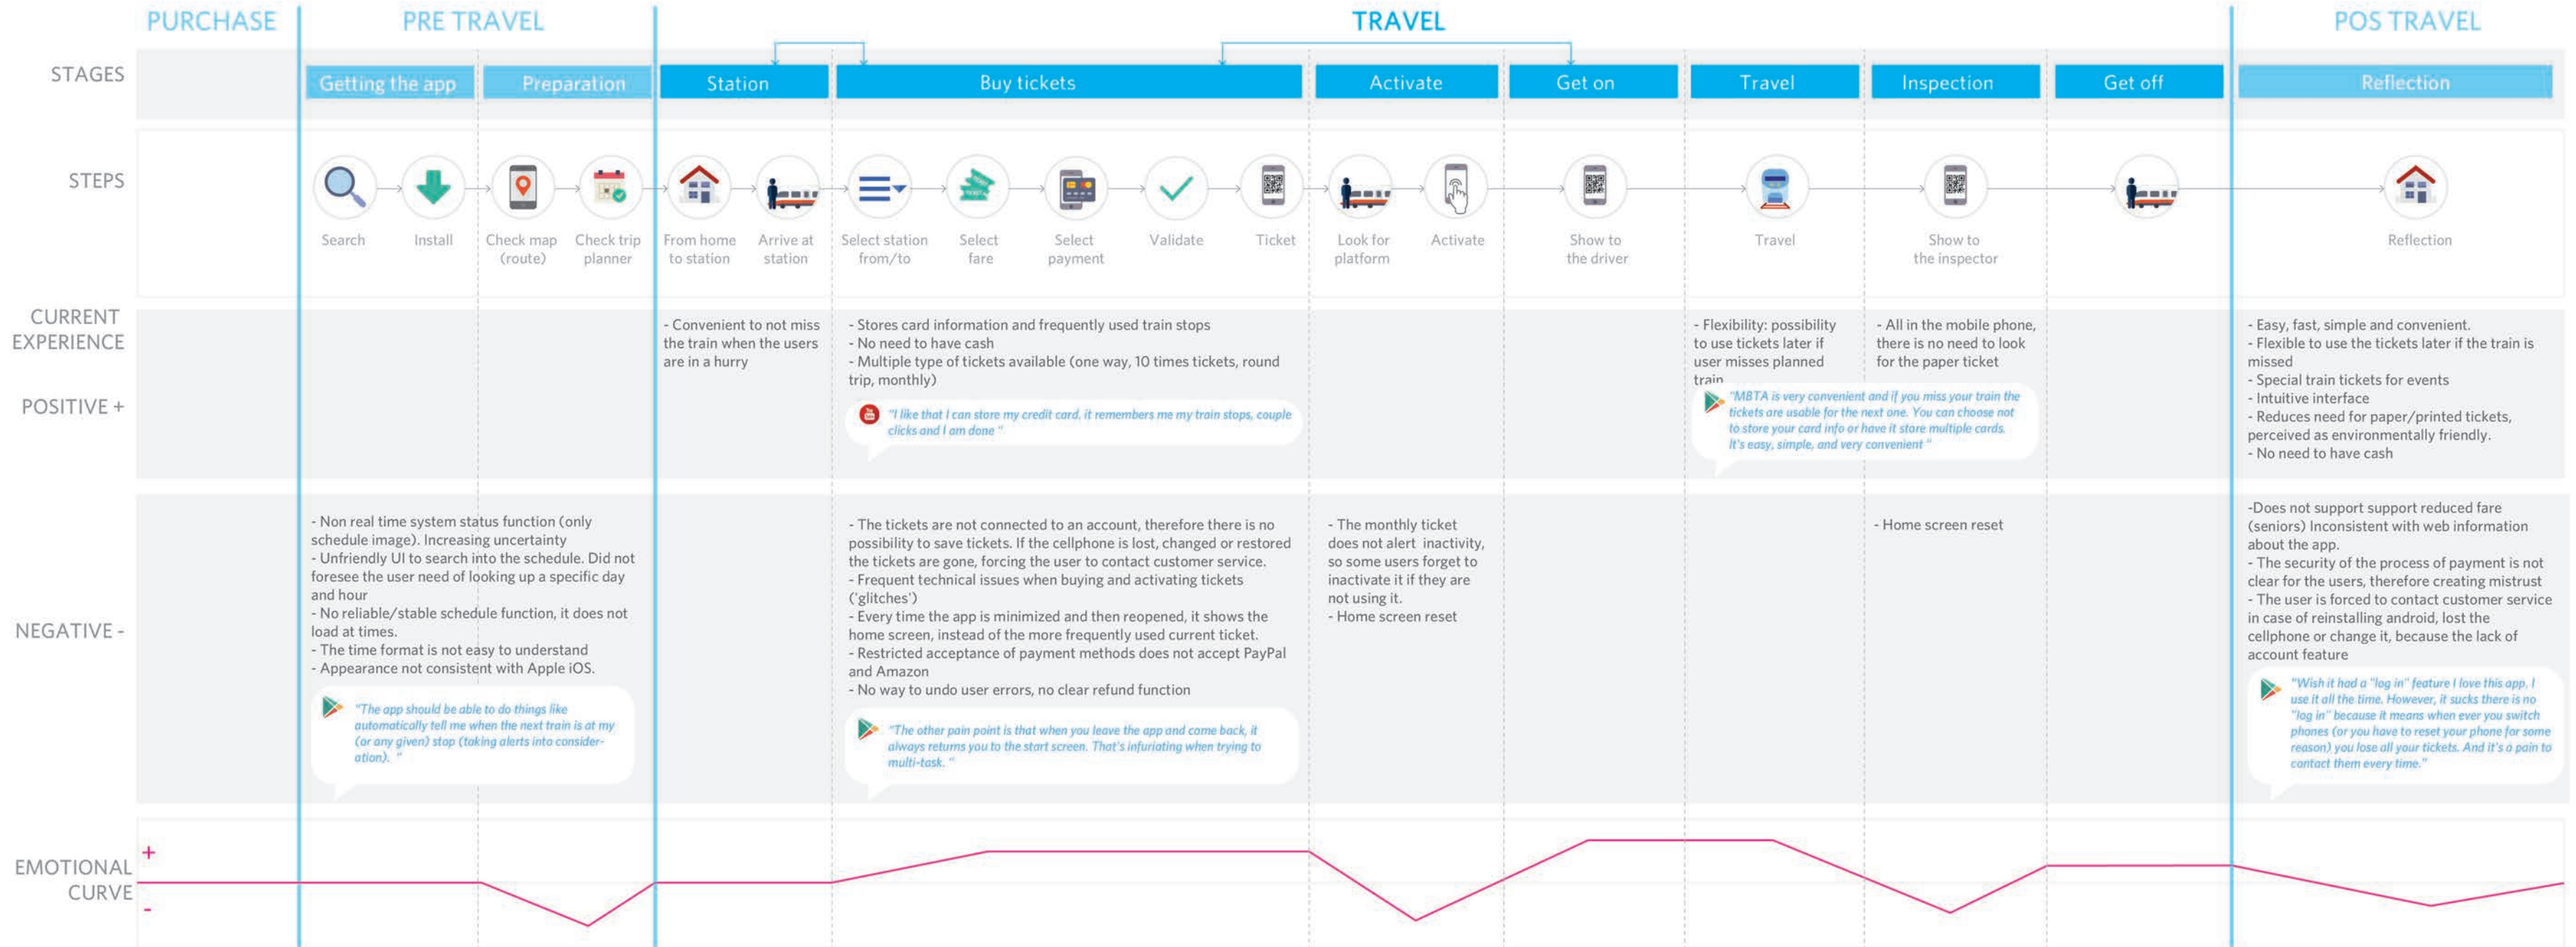 PURCHASE
PRE TRAVEL
TRAVEL
POS TRAVEL
STAGES
Getting the app
Preparation
Station
Buy tickets
Activate
Get on
Travel
Inspection
Get off
Reflection
STEPS
Search
Install
Check map
(route)
Check trip
planner
From home
to station
Arrive at
station
Select station
from/to
Select
fare
Select
payment
Validate
Ticket
Look for
platform
Activate
Show to
the driver
Travel
Show to
the inspector
Reflection
CURRENT
EXPERIENCE
POSITIVE +
- Convenient to not miss
the train when the users
are in a hurry
- Stores card information and frequently used train stops
- No need to have cash
- Multiple type of tickets available (one way, 10 times tickets, round
trip, monthly)
"I like that I can store my credit card, it remembers me my train stops, couple
clicks and I am done "
- Flexibility: possibility
to use tickets later if
user misses planned
train
"MBTA is very convenient and if you miss your train the
tickets are usable for the next one. You can choose not
to store your card info or have it store multiple cards.
It's easy, simple, and very convenient "
- All in the mobile phone,
there is no need to look
for the paper ticket
- Easy, fast, simple and convenient.
- Flexible to use the tickets later if the train is
missed
- Special train tickets for events
- Intuitive interface
- Reduces need for paper/printed tickets,
perceived as environmentally friendly.
- No need to have cash
NEGATIVE -
- Non real time system status function (only
schedule image). Increasing uncertainty
- Unfriendly UI to search into the schedule. Did not
foresee the user need of looking up a specific day
and hour
- No reliable/stable schedule function, it does not
load at times.
- The time format is not easy to understand
- Appearance not consistent with Apple iOS.
"The app should be able to do things like
automatically tell me when the next train is at my
(or any given) stop (taking alerts into consider-
ation). "
- The tickets are not connected to an account, therefore there is no
possibility to save tickets. If the cellphone is lost, changed or restored
the tickets are gone, forcing the user to contact customer service.
- Frequent technical issues when buying and activating tickets
('glitches')
- Every time the app is minimized and then reopened, it shows the
home screen, instead of the more frequently used current ticket.
- Restricted acceptance of payment methods does not accept PayPal
and Amazon
- No way to undo user errors, no clear refund function
"The other pain point is that when you leave the app and come back, it
always returns you to the start screen. That's infuriating when trying to
multi-task. "
- The monthly ticket
does not alert inactivity,
so some users forget to
inactivate it if they are
not using it.
- Home screen reset
- Home screen reset
-Does not support support reduced fare
(seniors) Inconsistent with web information
about the app.
- The security of the process of payment is not
clear for the users, therefore creating mistrust
- The user is forced to contact customer service
in case of reinstalling android, lost the
cellphone or change it, because the lack of
account feature
"Wish it had a "log in" feature I love this app, I
use it all the time. However, it sucks there is no
"log in" because it means when ever you switch
phones (or you have to reset your phone for some
reason) you lose all your tickets. And it's a pain to
contact them every time."
EMOTIONAL
CURVE
+
-